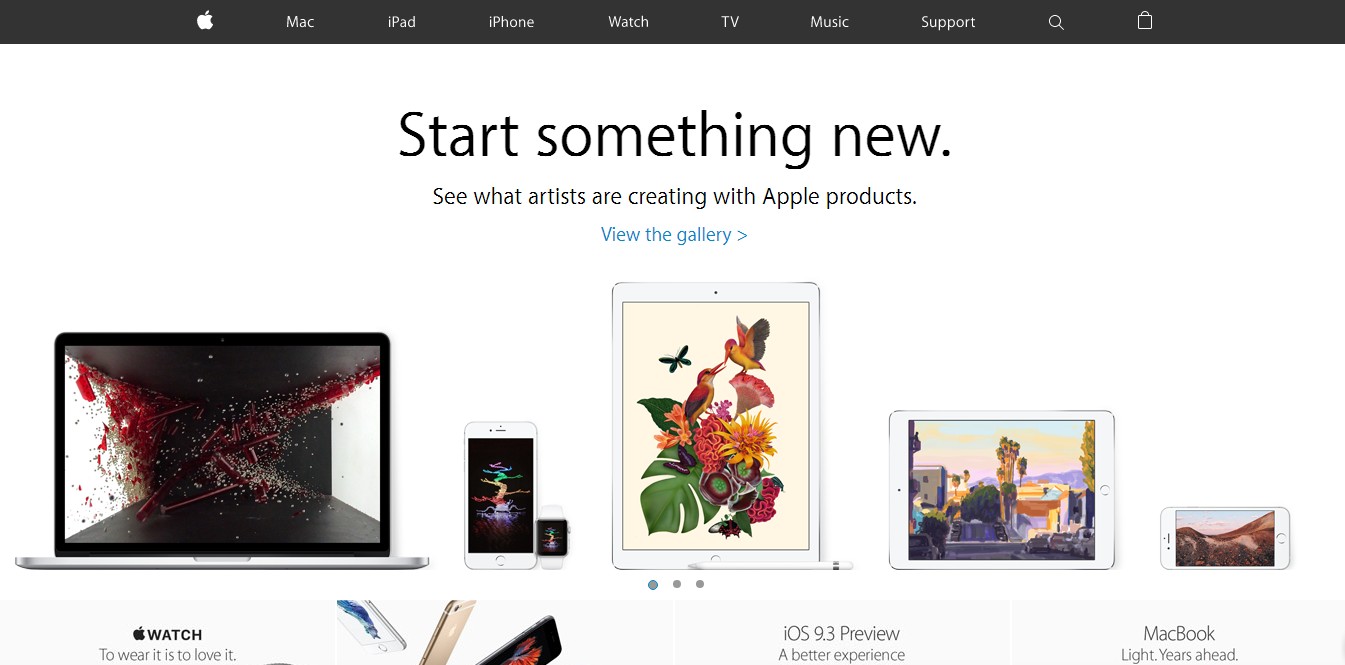 Mac iPad iPhone Watch TV Music Support
Start something new.
See what artists are creating with Apple products.
View the gallery >
WATCH
To wear it is to love it.
iOS 9.3 Preview
A better experience
MacBook
Light. Years ahead.